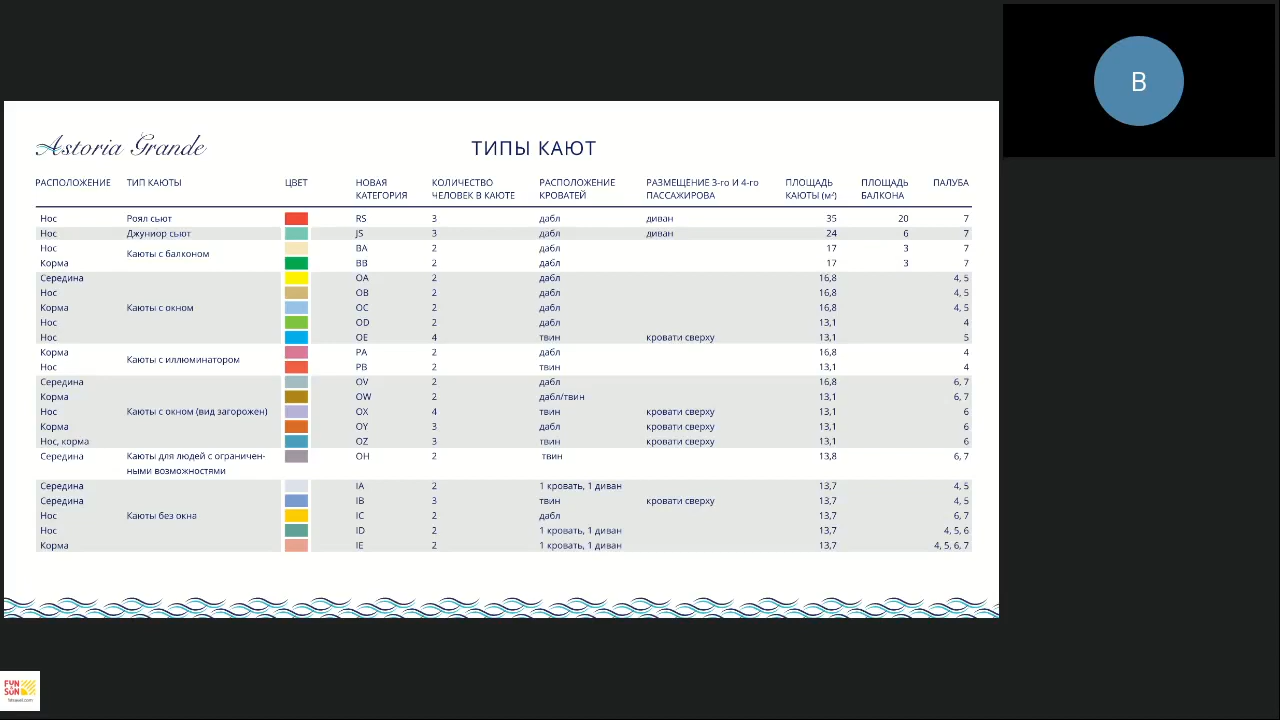 B
Astoria Grande
ТИПЫ КАЮТ
РАСПОЛОЖЕНИЕ ТИП КАЮТЫ ЦВЕТ НОВАЯ КАТЕГОРИЯ КОЛИЧЕСТВО ЧЕЛОВЕК В КАЮТЕ РАСПОЛОЖЕНИЕ КРОВАТЕЙ РАЗМЕЩЕНИЕ 3-го И 4-го ПАССАЖИРОВА ПЛОЩАДЬ КАЮТЫ (м²) ПЛОЩАДЬ БАЛКОНА ПАЛУБА
Нос Роял сьют RS 3 дабл диван 35 20 7
Нос Джуниор сьют JS 3 дабл диван 24 6 7
Нос BA 2 дабл 17 3 7
Каюты с балконом
Корма BB 2 дабл 17 3 7
Середина OA 2 дабл 16,8 4, 5
Нос OB 2 дабл 16,8 4, 5
Корма Каюты с окном OC 2 дабл 16,8 4, 5
Нос OD 2 дабл 13,1 4
Нос OE 4 твин кровати сверху 13,1 5
Корма PA 2 дабл 16,8 4
Каюты с иллюминатором
Нос PB 2 твин 13,1 4
Середина OV 2 дабл 16,8 6, 7
Корма OW 2 дабл/твин 13,1 6, 7
Нос Каюты с окном (вид загорожен) OX 4 твин кровати сверху 13,1 6
Корма OY 3 дабл кровати сверху 13,1 6
Нос, корма OZ 3 твин кровати сверху 13,1 6
Середина Каюты для людей с ограничен- OH 2 твин 13,8 6, 7
ными возможностями
Середина IA 2 1 кровать, 1 диван 13,7 4, 5
Середина IB 3 твин кровати сверху 13,7 4, 5
Нос Каюты без окна IC 2 дабл 13,7 6, 7
Нос ID 2 1 кровать, 1 диван 13,7 4, 5, 6
Корма IE 2 1 кровать, 1 диван 13,7 4, 5, 6, 7
FUN
SUN